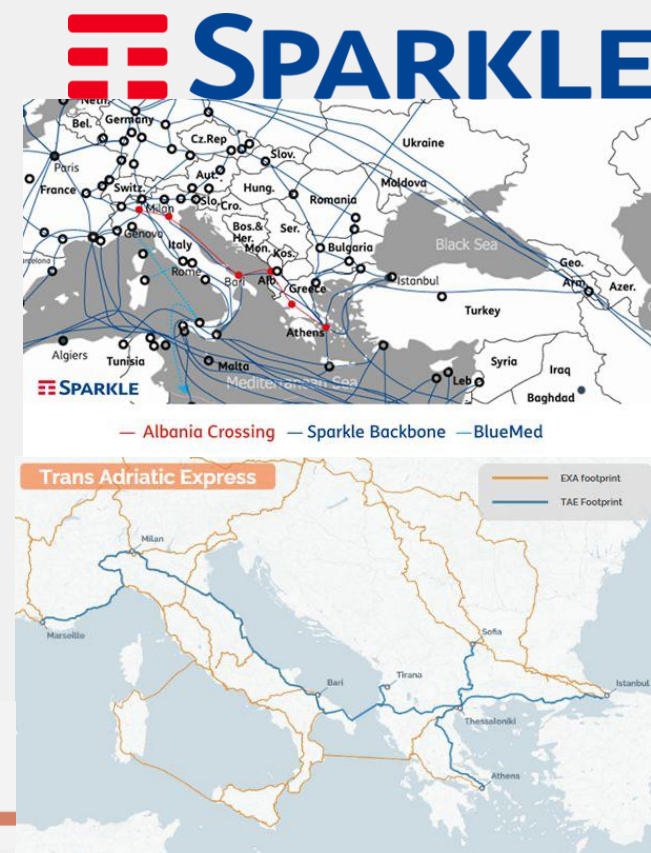 SPARKLE
Neth.
Bel.
Germany
Cz.Rep
Slov.
Ukraine
Paris
Aut.
Moldova
France
Switz.
Hung.
Romania
Milan
Slo.
Cro.
Genova
Bos.&
Her.
Ser.
Italy
Mon.
Kos.
Bulgaria
Black Sea
Geo.
Rome
Bari
Alb.
Istanbul
Arm.
Azer.
Greece
Turkey
Athens
Algiers
Tunisia
Malta
Syria
Iraq
SPARKLE
Mediterranean Sea
Leb
Baghdad
Albania Crossing
Sparkle Backbone
BlueMed
Trans Adriatic Express
EXA footprint
TAE Footprint
Milan
Marseille
Sofia
Bari
Tirana
Istanbul
Thessaloniki
Athens